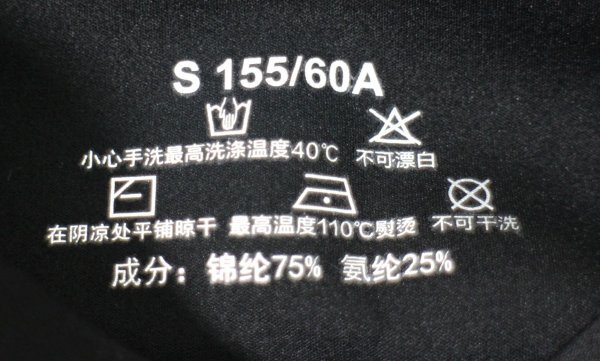 S 155/60A
小心手洗最高洗涤温度40℃ 不可漂白
在阴凉处平铺晾干 最高温度110℃熨烫 不可干洗
成分：锦纶75% 氨纶25%